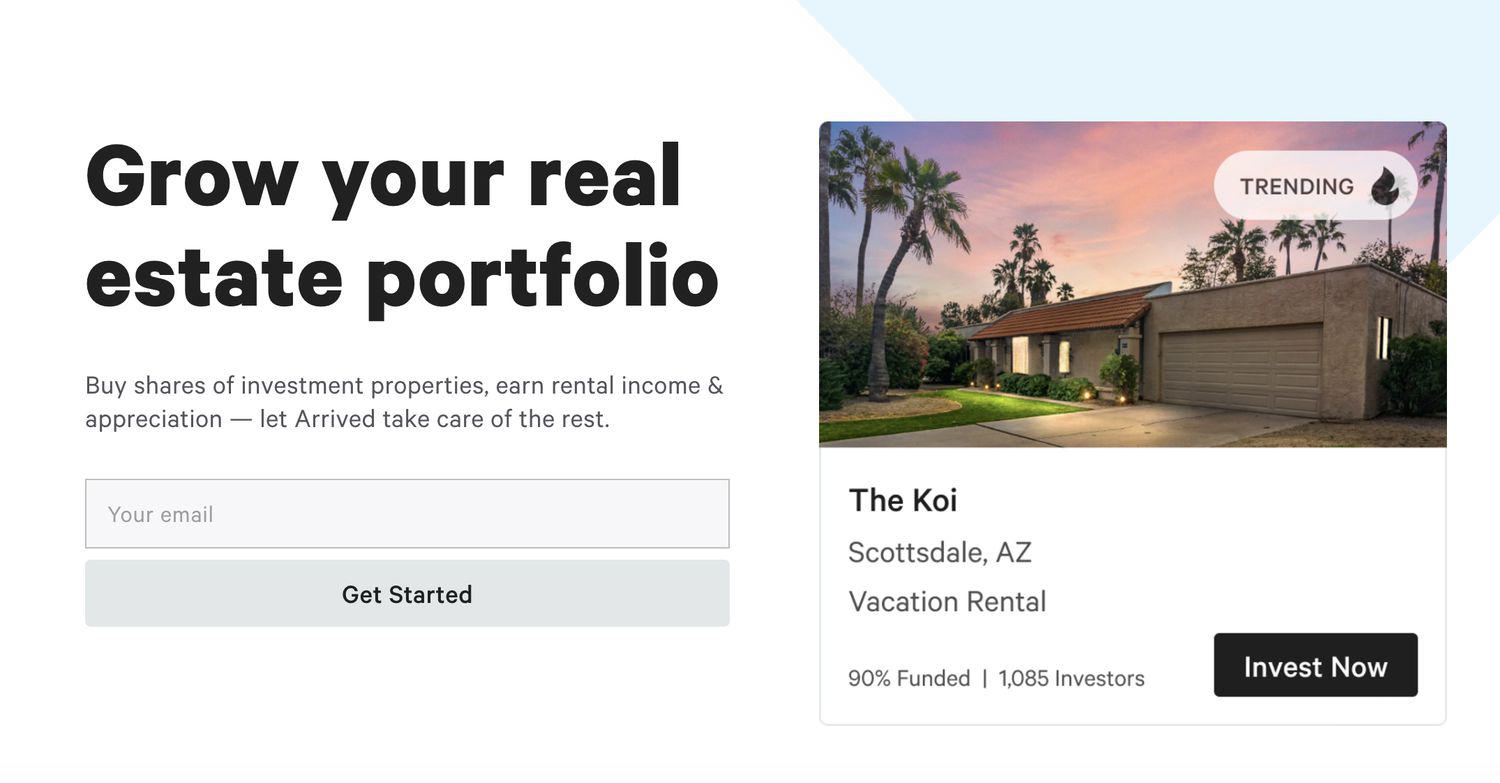 Grow your real
estate portfolio
Buy shares of investment properties, earn rental income &
appreciation — let Arrived take care of the rest.
Your email
Get Started
TRENDING
The Koi
Scottsdale, AZ
Vacation Rental
90% Funded | 1,085 Investors
Invest Now